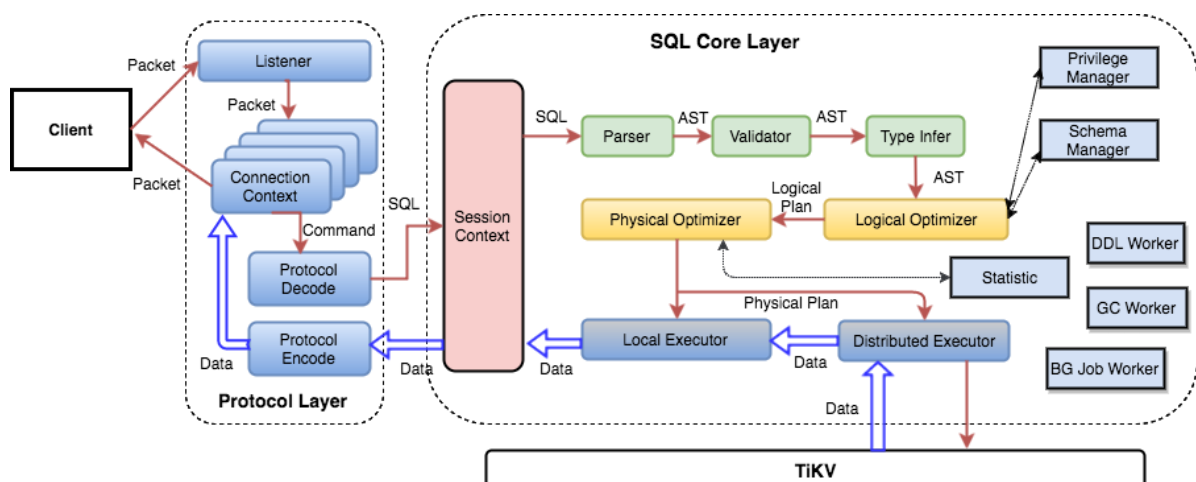 SQL Core Layer
Packet
Listener
Privilege
Manager
Packet
Client
SQL
Parser
AST
Validator
AST
Type Infer
Schema
Manager
Packet
Connection
Context
SQL
AST
Session
Context
Physical Optimizer
Logical
Plan
Logical Optimizer
Command
DDL Worker
Protocol
Decode
Statistic
Physical Plan
GC Worker
Protocol
Encode
Data
Data
Data
Local Executor
Data
Distributed Executor
BG Job Worker
Protocol Layer
Data
TiKV